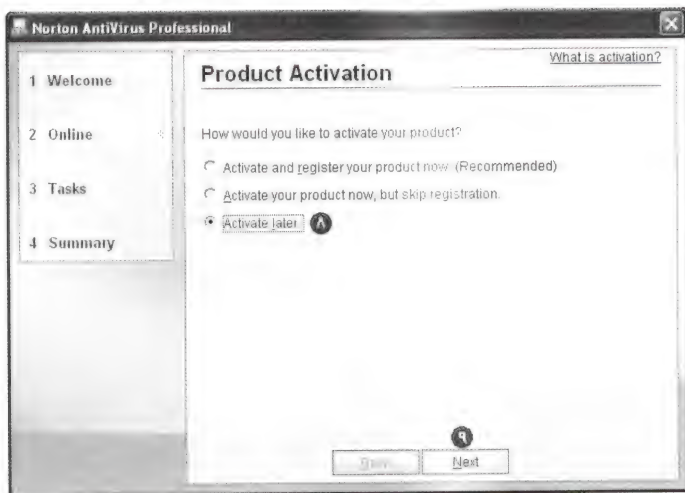 Norton AntiVirus Professional
What is activation?
1 Welcome
2 Online
3 Tasks
4 Summary
Product Activation
How would you like to activate your product?
Activate and register your product now. (Recommended)
Activate your product now, but skip registration.
Activate later ۸
۹
Next